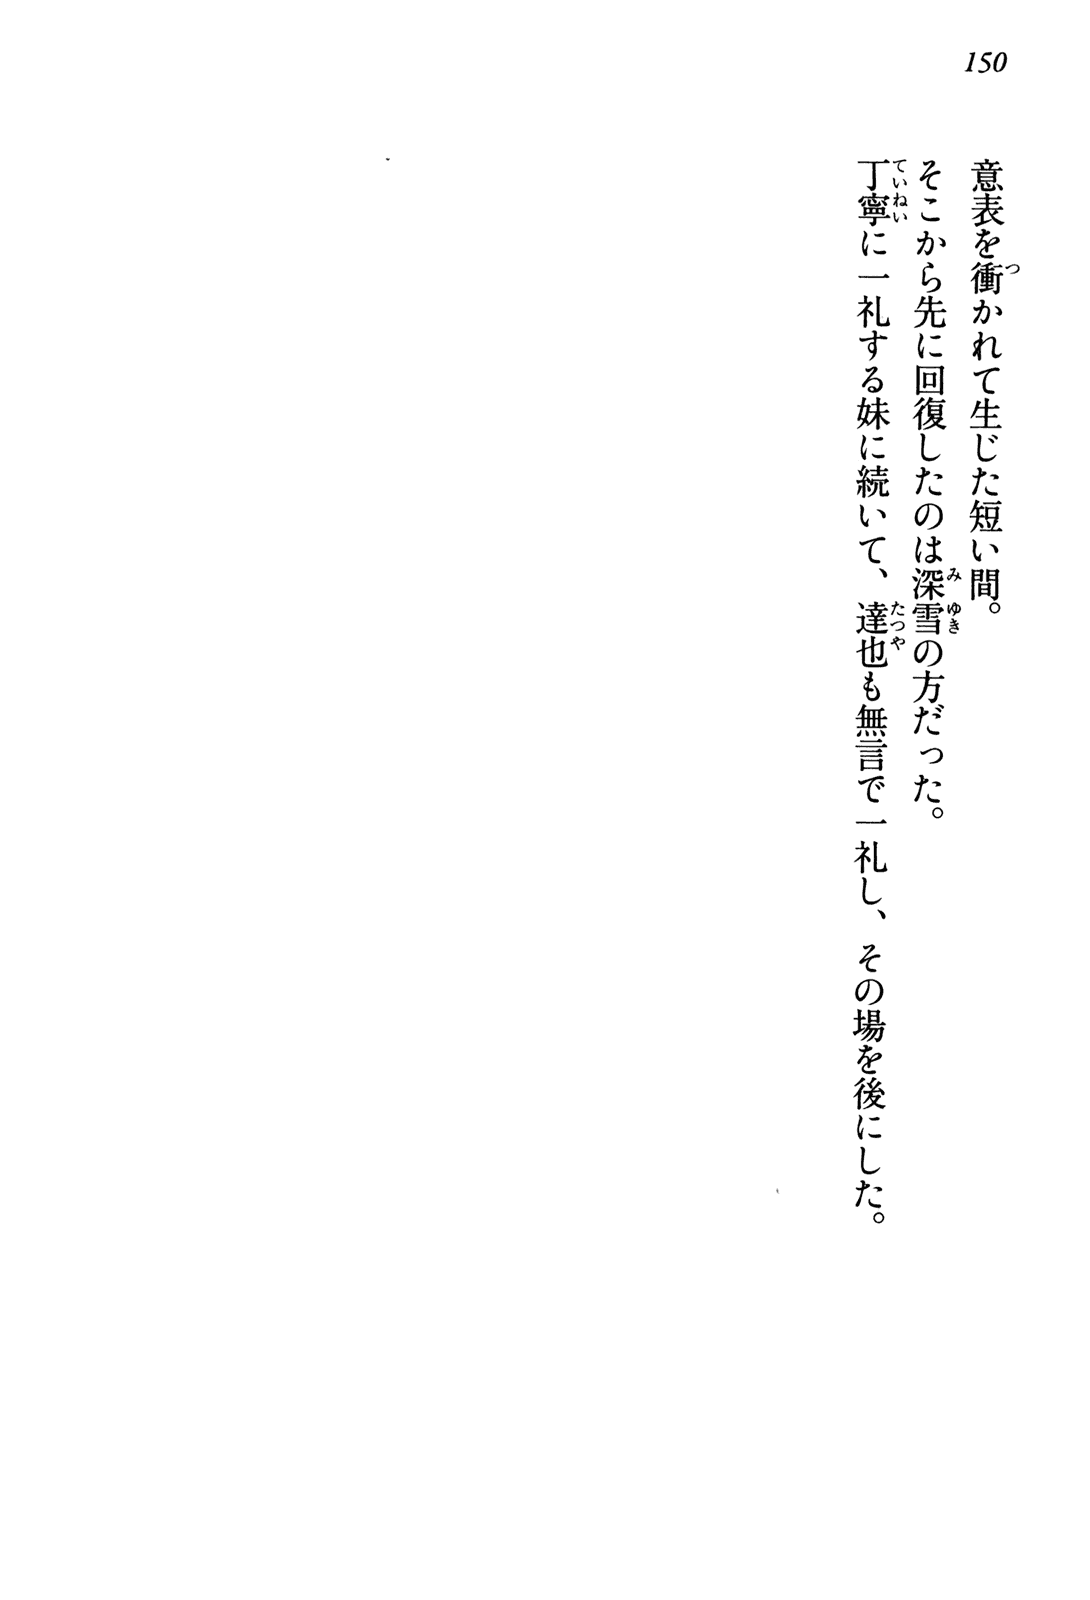 150
意表を衝かれて生じた短い間。
そこから先に回復したのは深雪の方だった。
丁寧に一礼する妹に続いて、達也も無言で一礼し、その場を後にした。